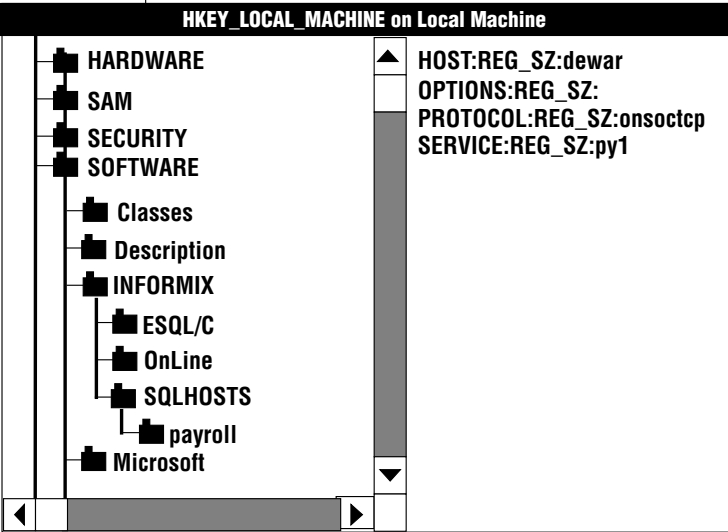 HKEY_LOCAL_MACHINE on Local Machine
HARDWARE
SAM
SECURITY
SOFTWARE
Classes
Description
INFORMIX
ESQL/C
OnLine
SQLHOSTS
payroll
Microsoft
HOST:REG_SZ:dewar
OPTIONS:REG_SZ:
PROTOCOL:REG_SZ:onsoctcp
SERVICE:REG_SZ:py1